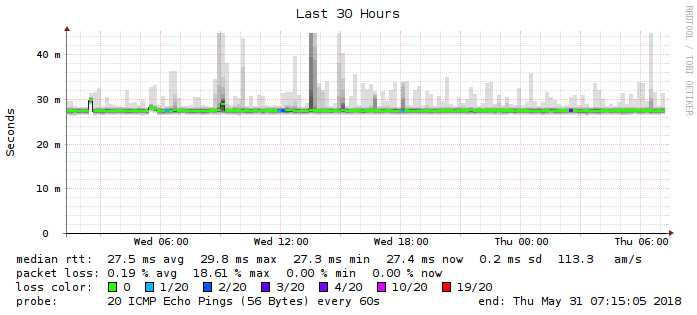 Last 30 Hours
RRDTOOL / TOBI OETIKER
Seconds
40 m
30 m
20 m
10 m
0
Wed 06:00 Wed 12:00 Wed 18:00 Thu 00:00 Thu 06:00
median rtt: 27.5 ms avg 29.8 ms max 27.3 ms min 27.4 ms now 0.2 ms sd 113.3 am/s
packet loss: 0.19 % avg 18.61 % max 0.00 % min 0.00 % now
loss color: 0 1/20 2/20 3/20 4/20 10/20 19/20
probe: 20 ICMP Echo Pings (56 Bytes) every 60s end: Thu May 31 07:15:05 2018